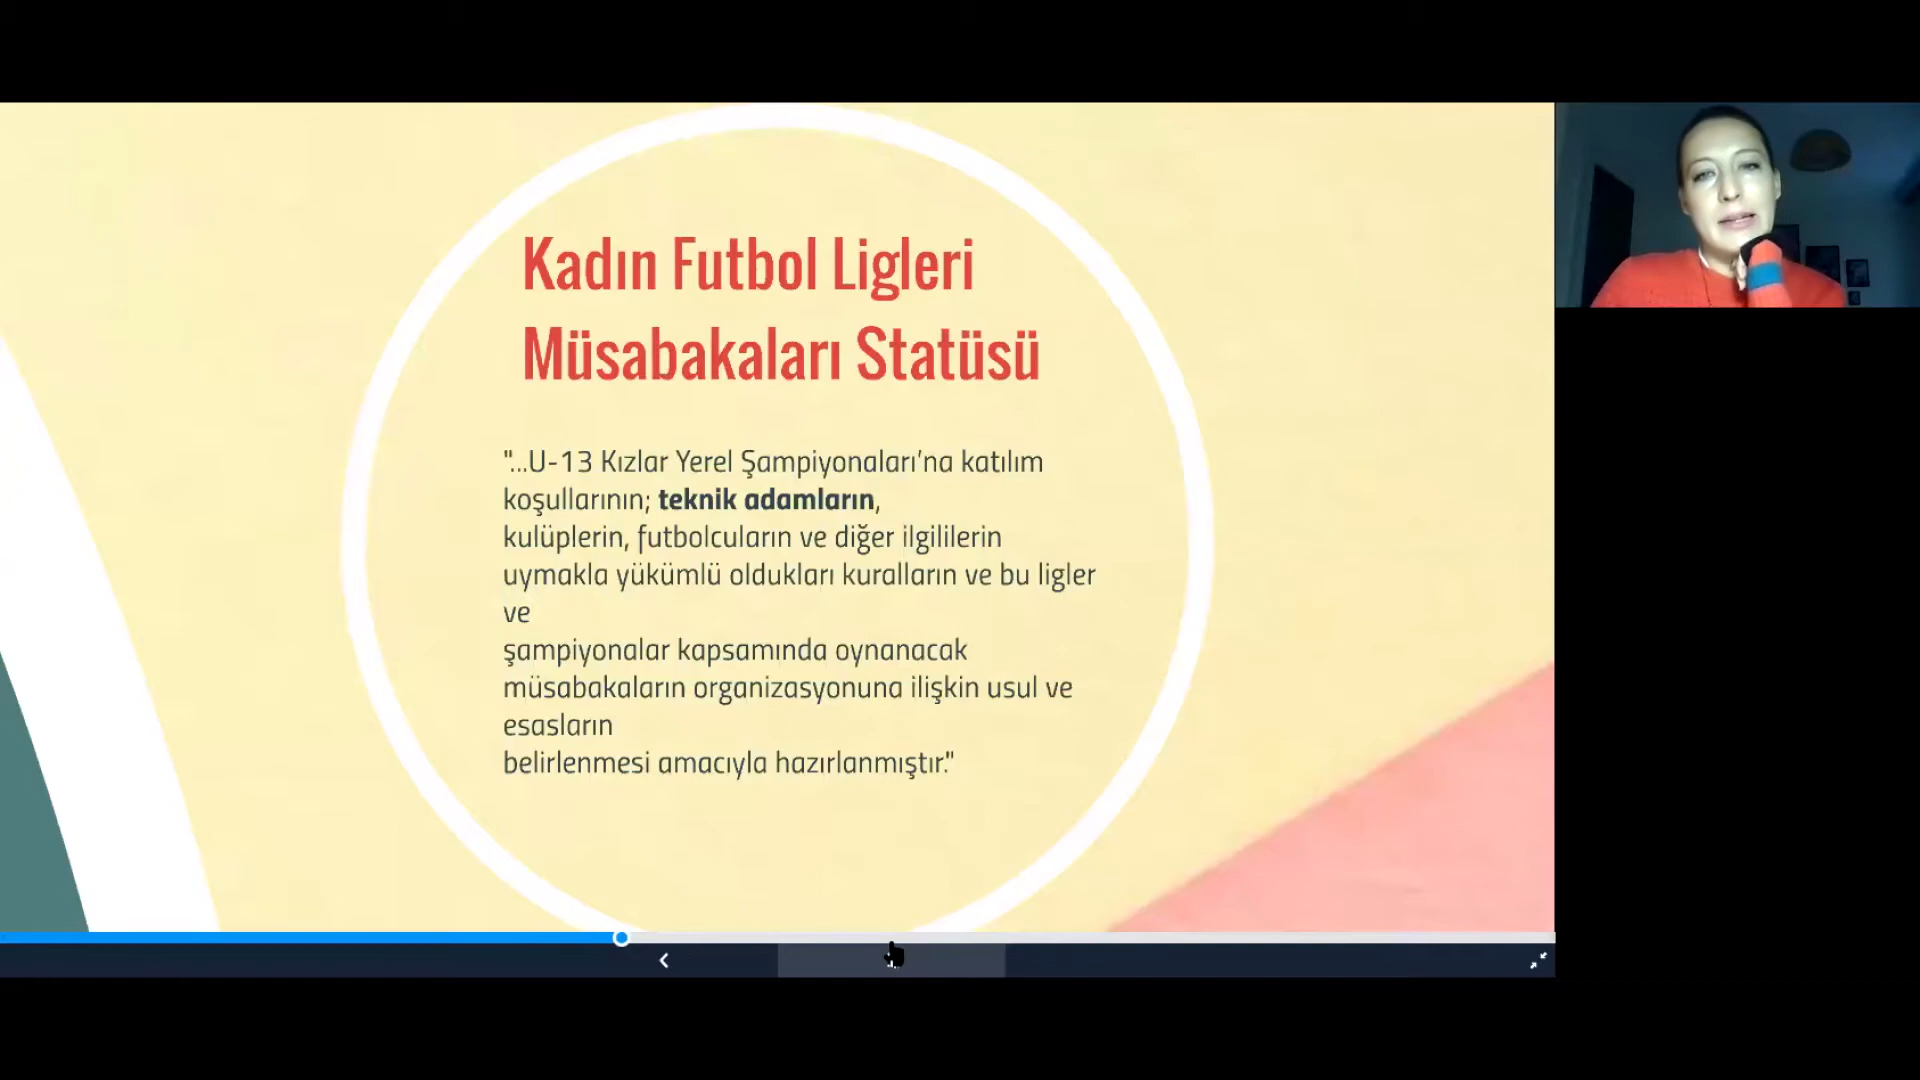 Kadın Futbol Ligleri
Müsabakaları Statüsü
"...U-13 Kızlar Yerel Şampiyonaları’na katılım
koşullarının; teknik adamların,
kulüplerin, futbolcuların ve diğer ilgililerin
uymakla yükümlü oldukları kuralların ve bu ligler
ve
şampiyonalar kapsamında oynanacak
müsabakaların organizasyonuna ilişkin usul ve
esasların
belirlenmesi amacıyla hazırlanmıştır."